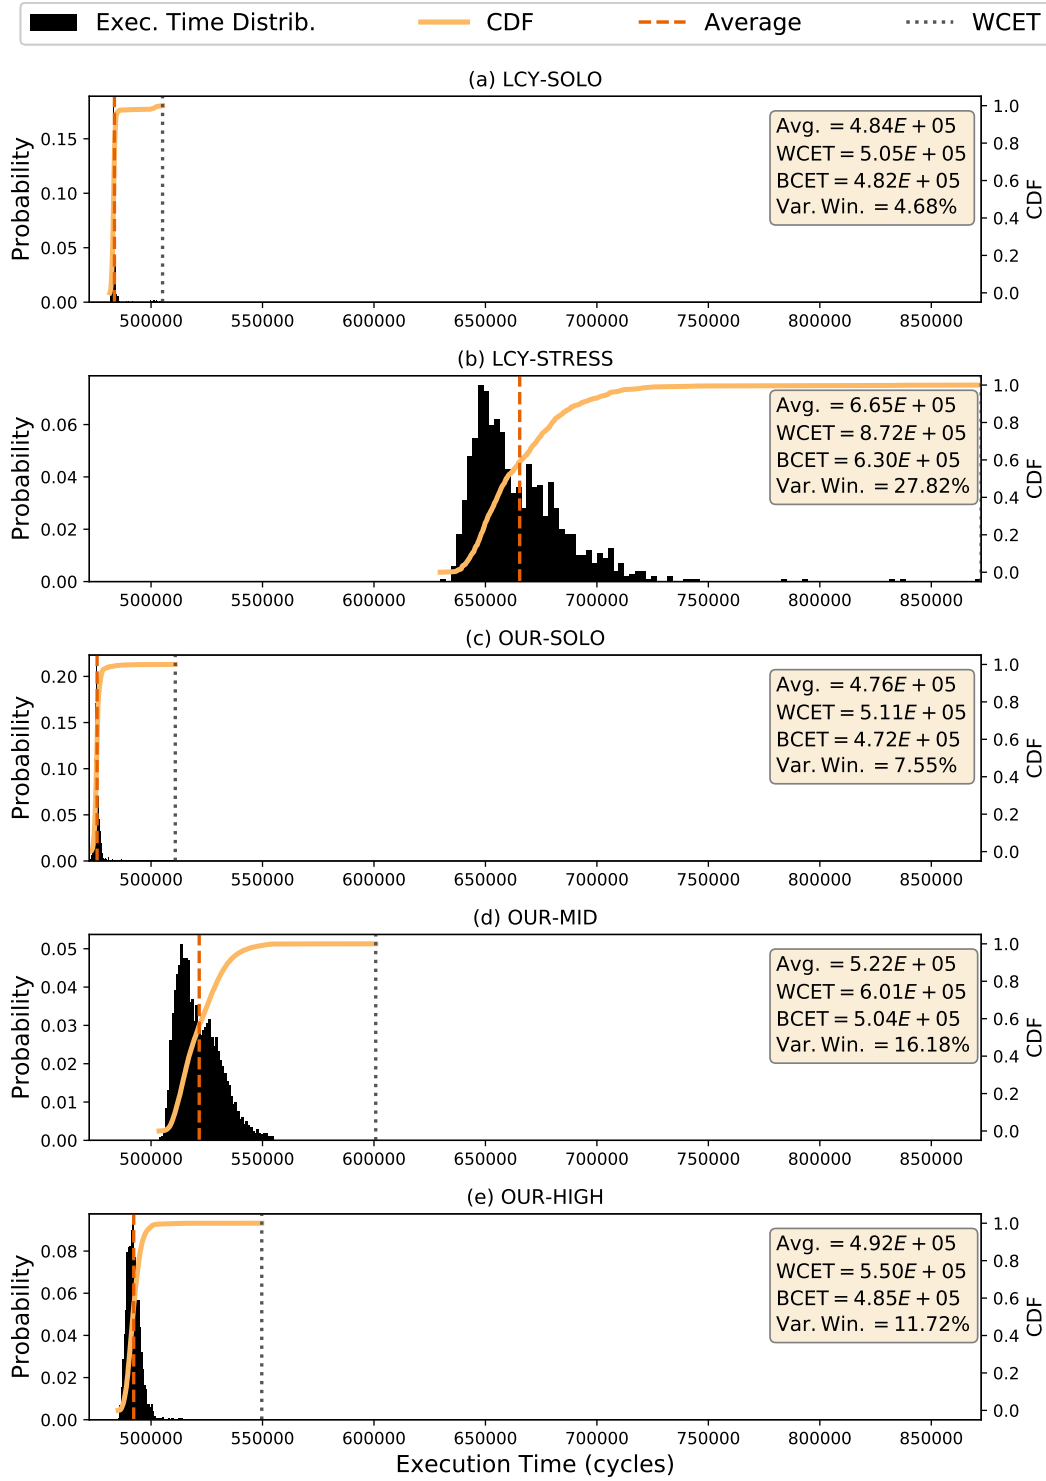 Exec. Time Distrib. CDF Average WCET
(a) LCY-SOLO
Probability
0.15
0.10
0.05
0.00
Avg. = 4.84E + 05
WCET = 5.05E + 05
BCET = 4.82E + 05
Var. Win. = 4.68%
1.0
0.8
0.6
0.4
0.2
0.0
CDF
500000 550000 600000 650000 700000 750000 800000 850000
(b) LCY-STRESS
Probability
0.06
0.04
0.02
0.00
Avg. = 6.65E + 05
WCET = 8.72E + 05
BCET = 6.30E + 05
Var. Win. = 27.82%
1.0
0.8
0.6
0.4
0.2
0.0
CDF
500000 550000 600000 650000 700000 750000 800000 850000
(c) OUR-SOLO
Probability
0.20
0.15
0.10
0.05
0.00
Avg. = 4.76E + 05
WCET = 5.11E + 05
BCET = 4.72E + 05
Var. Win. = 7.55%
1.0
0.8
0.6
0.4
0.2
0.0
CDF
500000 550000 600000 650000 700000 750000 800000 850000
(d) OUR-MID
Probability
0.05
0.04
0.03
0.02
0.01
0.00
Avg. = 5.22E + 05
WCET = 6.01E + 05
BCET = 5.04E + 05
Var. Win. = 16.18%
1.0
0.8
0.6
0.4
0.2
0.0
CDF
500000 550000 600000 650000 700000 750000 800000 850000
(e) OUR-HIGH
Probability
0.08
0.06
0.04
0.02
0.00
Avg. = 4.92E + 05
WCET = 5.50E + 05
BCET = 4.85E + 05
Var. Win. = 11.72%
1.0
0.8
0.6
0.4
0.2
0.0
CDF
500000 550000 600000 650000 700000 750000 800000 850000
Execution Time (cycles)